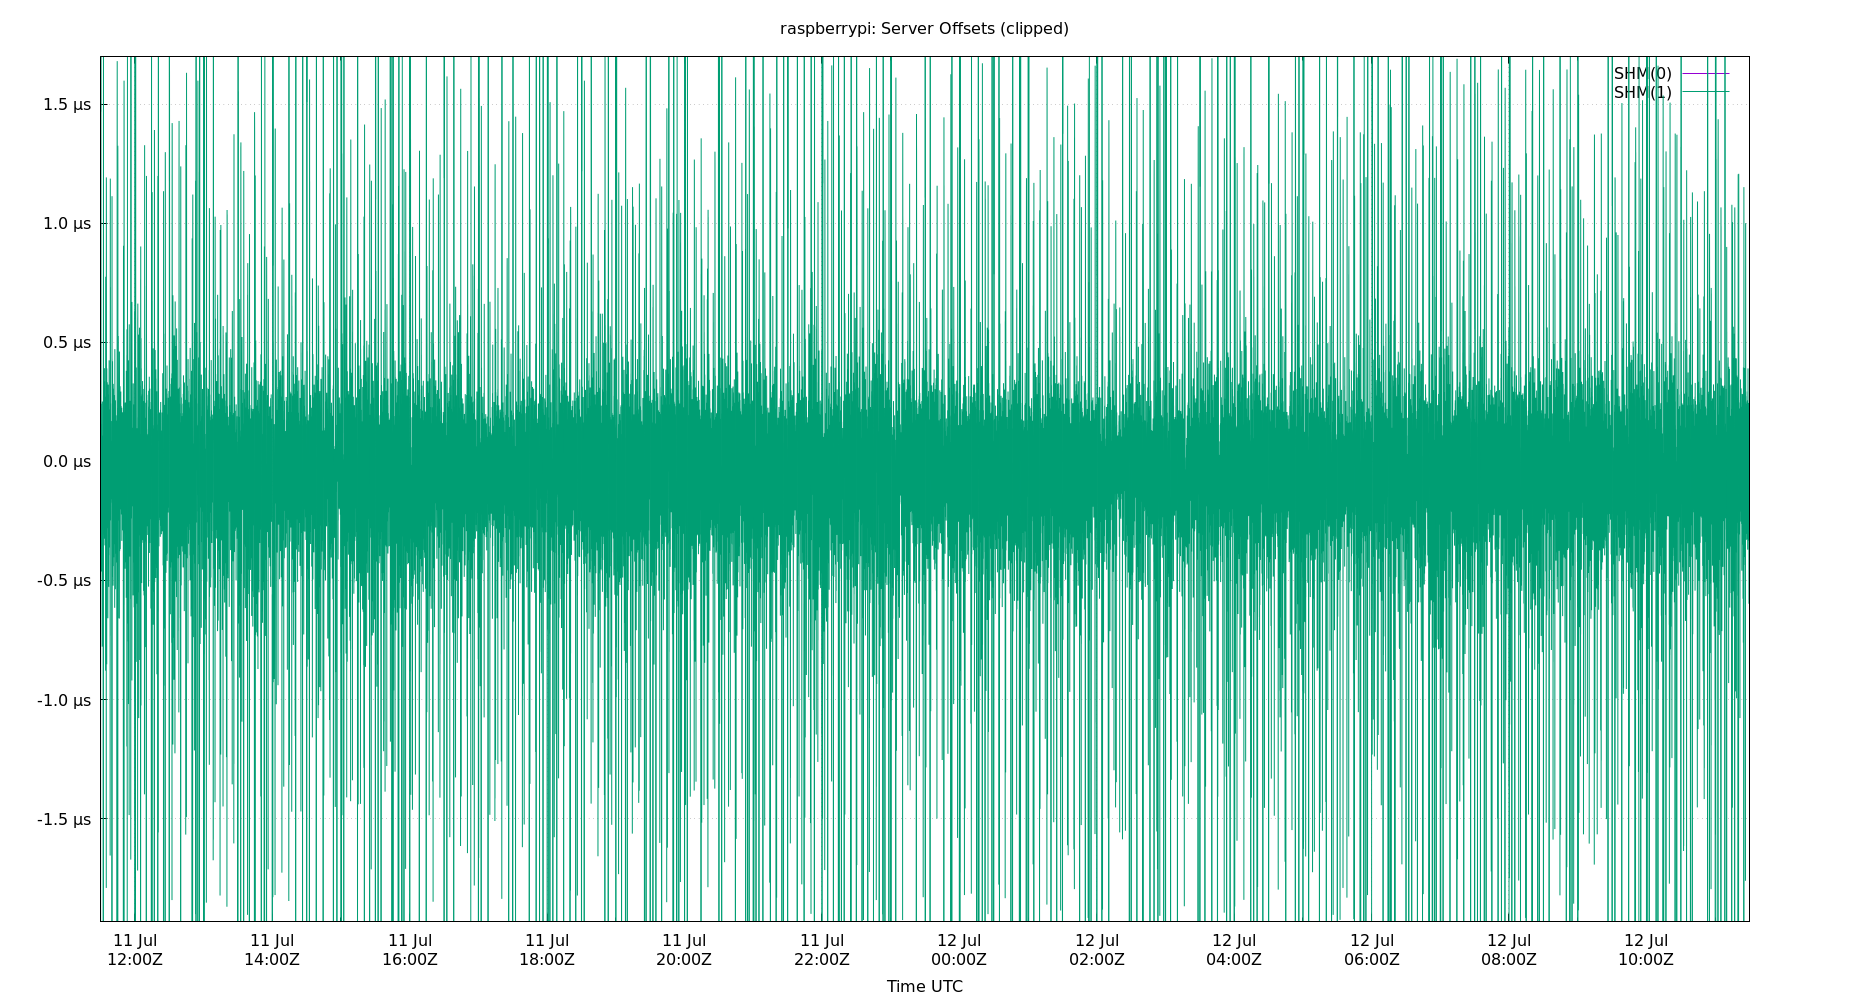 raspberrypi: Server Offsets (clipped)
SHM(0)
SHM(1)
1.5 µs
1.0 µs
0.5 µs
0.0 µs
-0.5 µs
-1.0 µs
-1.5 µs
11 Jul 11 Jul 11 Jul 11 Jul 11 Jul 11 Jul 12 Jul 12 Jul 12 Jul 12 Jul 12 Jul 12 Jul
12:00Z 14:00Z 16:00Z 18:00Z 20:00Z 22:00Z 00:00Z 02:00Z 04:00Z 06:00Z 08:00Z 10:00Z
Time UTC